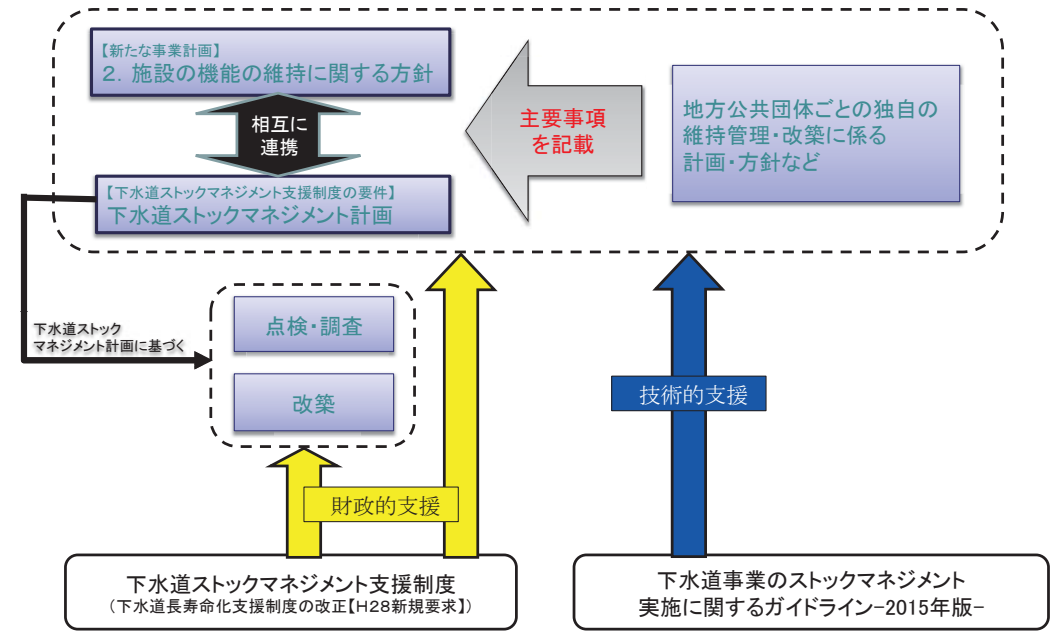 【新たな事業計画】
2．施設の機能の維持に関する方針
相互に
連携
【下水道ストックマネジメント支援制度の要件】
下水道ストックマネジメント計画
主要事項
を記載
地方公共団体ごとの独自の
維持管理・改築に係る
計画・方針など
下水道ストック
マネジメント計画に基づく
点検・調査
改築
財政的支援
技術的支援
下水道ストックマネジメント支援制度
（下水道長寿命化支援制度の改正【H28新規要求】）
下水道事業のストックマネジメント
実施に関するガイドライン-2015年版-